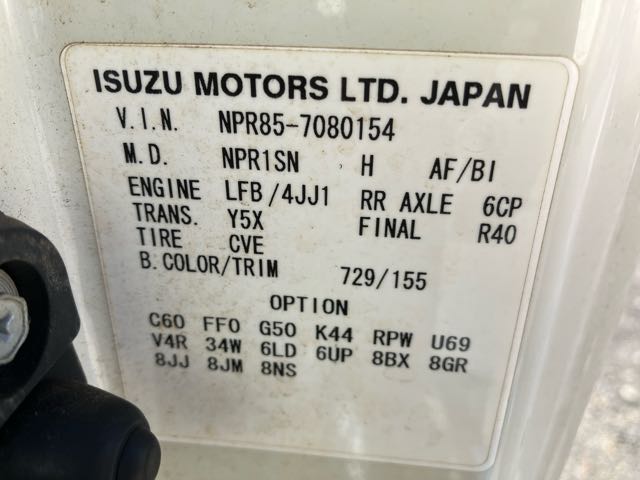 ISUZU MOTORS LTD. JAPAN
V.I.N. NPR85-7080154
M.D. NPR1SN H AF/BI
ENGINE LFB/4JJ1 RR AXLE 6CP
TRANS. Y5X FINAL R40
TIRE CVE
B.COLOR/TRIM 729/155
OPTION
C60 FF0 G50 K44 RPW U69
V4R 34W 6LD 6UP 8BX 8GR
8JJ 8JM 8NS